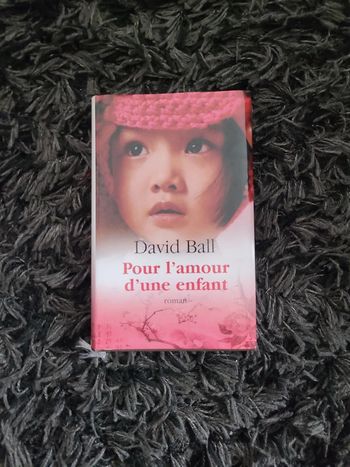 David Ball
Pour l'amour
d'une enfant
roman